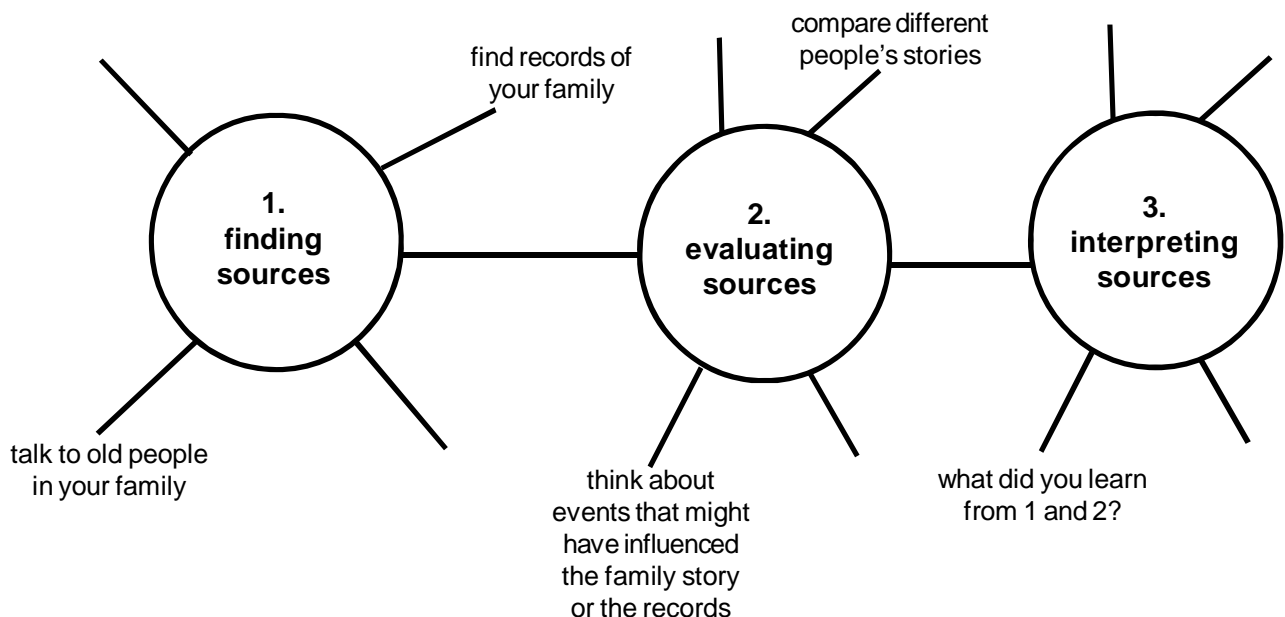 find records of
your family
compare different
people's stories
1.
finding
sources
2.
evaluating
sources
3.
interpreting
sources
talk to old people
in your family
think about
events that might
have influenced
the family story
or the records
what did you learn
from 1 and 2?